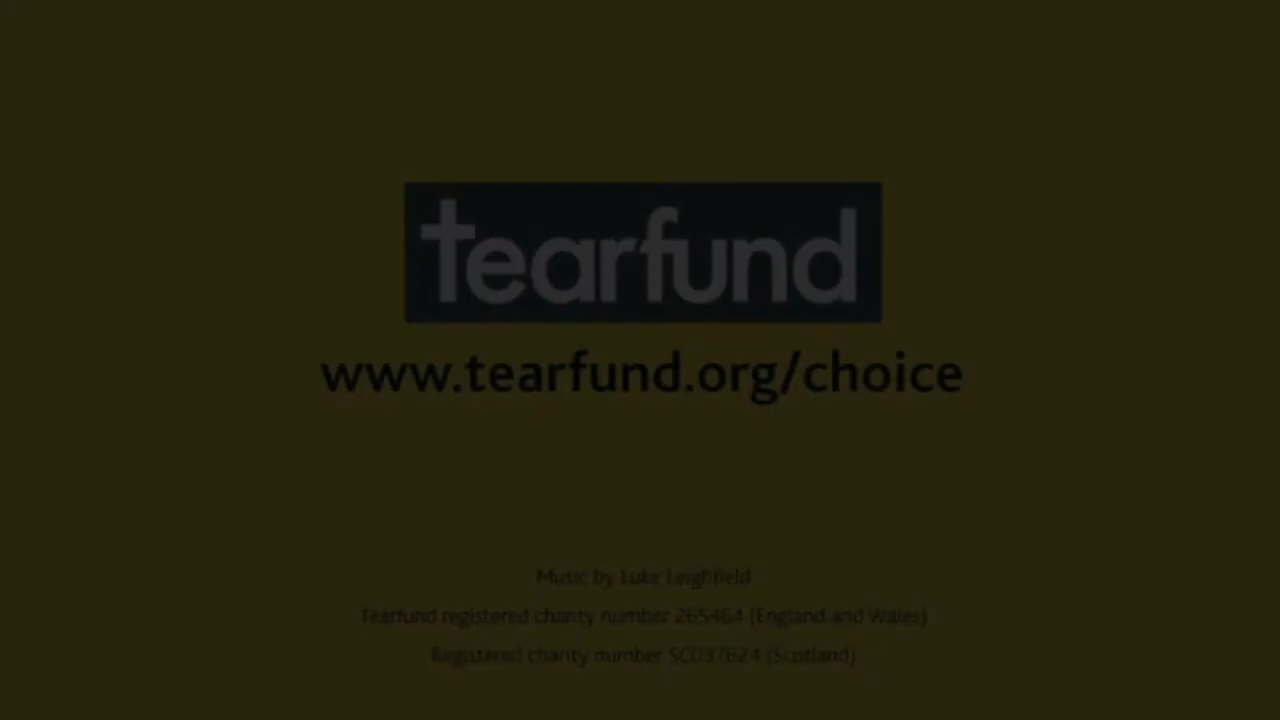 tearfund
www.tearfund.org/choice
Music by Luke Leighfield
Tearfund registered charity number 265464 (England and Wales)
Registered charity number SC037624 (Scotland)